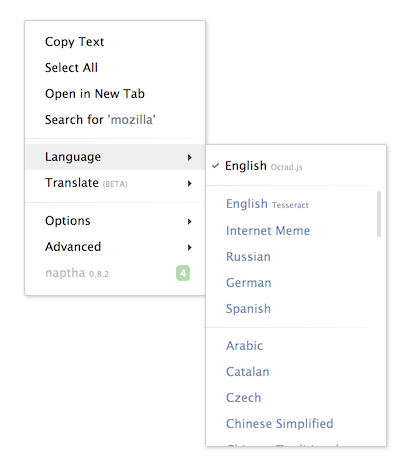 Copy Text
Select All
Open in New Tab
Search for 'mozilla'
Language
Translate (BETA)
Options
Advanced
naptha 0.8.2 4
English Ocrad.js
English Tesseract
Internet Meme
Russian
German
Spanish
Arabic
Catalan
Czech
Chinese Simplified